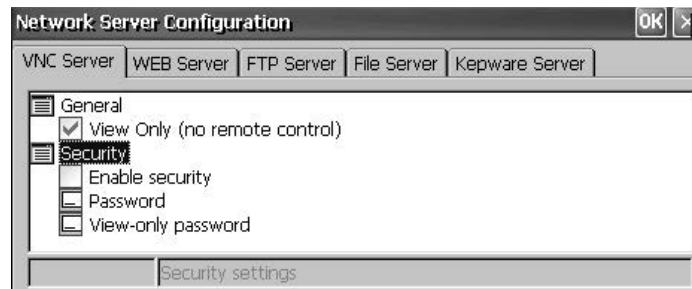 Network Server Configuration OK
VNC Server WEB Server FTP Server File Server Kepware Server
General
View Only (no remote control)
Security
Enable security
Password
View-only password
Security settings